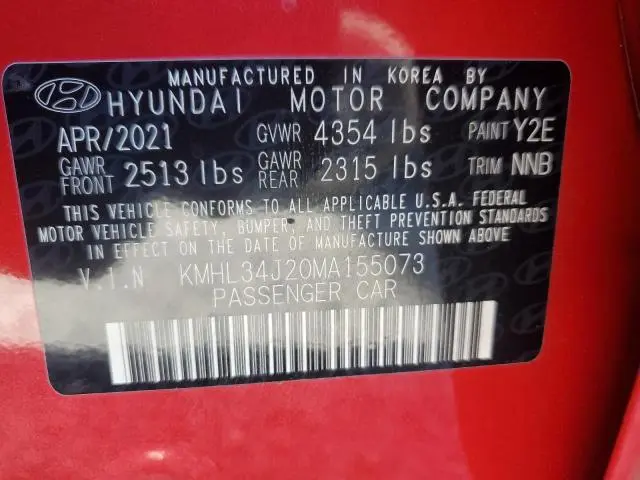 MANUFACTURED IN KOREA BY
HYUNDAI MOTOR COMPANY
APR/2021 GVWR 4354 lbs PAINT Y2E
GAWR FRONT 2513 lbs GAWR REAR 2315 lbs TRIM NNB
THIS VEHICLE CONFORMS TO ALL APPLICABLE U.S.A. FEDERAL
MOTOR VEHICLE SAFETY, BUMPER, AND THEFT PREVENTION STANDARDS
IN EFFECT ON THE DATE OF MANUFACTURE SHOWN ABOVE.
V.I.N KMHL34J20MA155073
PASSENGER CAR